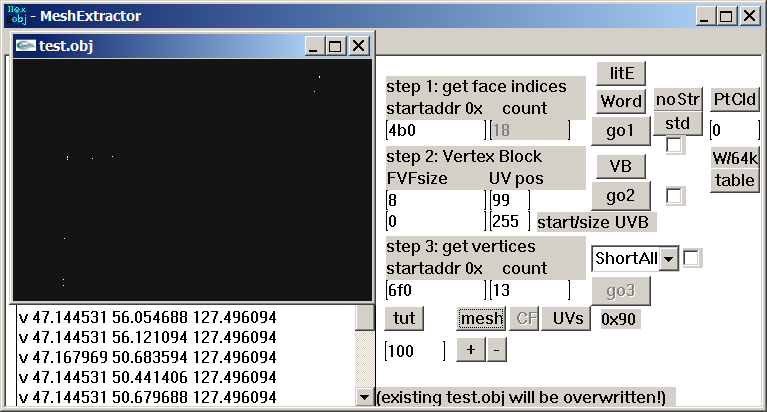 Hex
obj - MeshExtractor
test.obj
step 1: get face indices
startaddr 0x count
4b0 18
litE
Word
go1
noStr
std
PtCld
0
step 2: Vertex Block
FVFsize UV pos
8 99
0 255 start/size UVB
VB
go2
W/64k
table
step 3: get vertices
startaddr 0x count
6f0 13
ShortAll
go3
tut mesh CF UVs 0x90
100 + -
v 47.144531 56.054688 127.496094
v 47.144531 56.121094 127.496094
v 47.167969 50.683594 127.496094
v 47.144531 50.441406 127.496094
v 47.144531 50.679688 127.496094
(existing test.obj will be overwritten!)